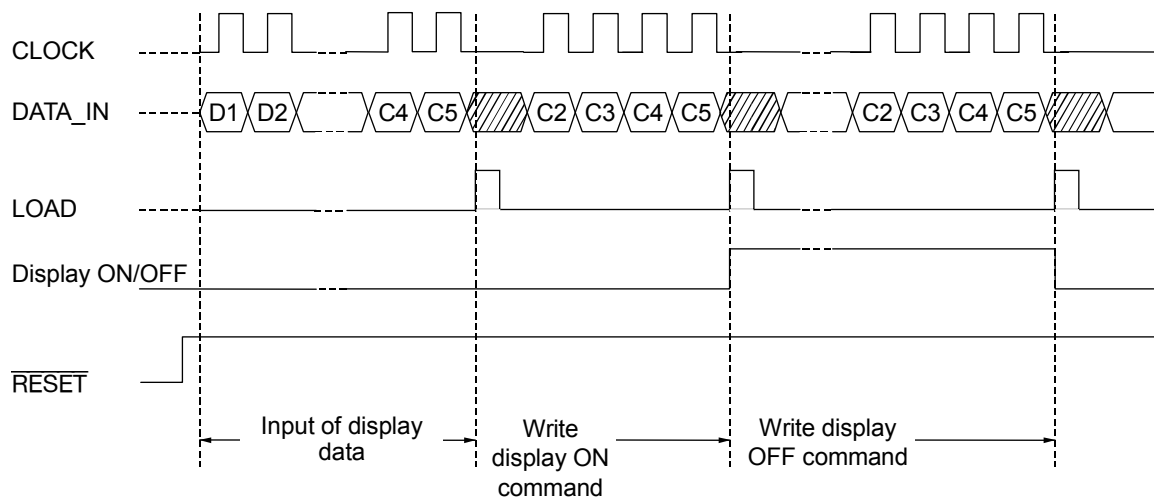 CLOCK
DATA_IN D1 D2 C4 C5 C2 C3 C4 C5 C2 C3 C4 C5
LOAD
Display ON/OFF
RESET
Input of display
data
Write
display ON
command
Write display
OFF command